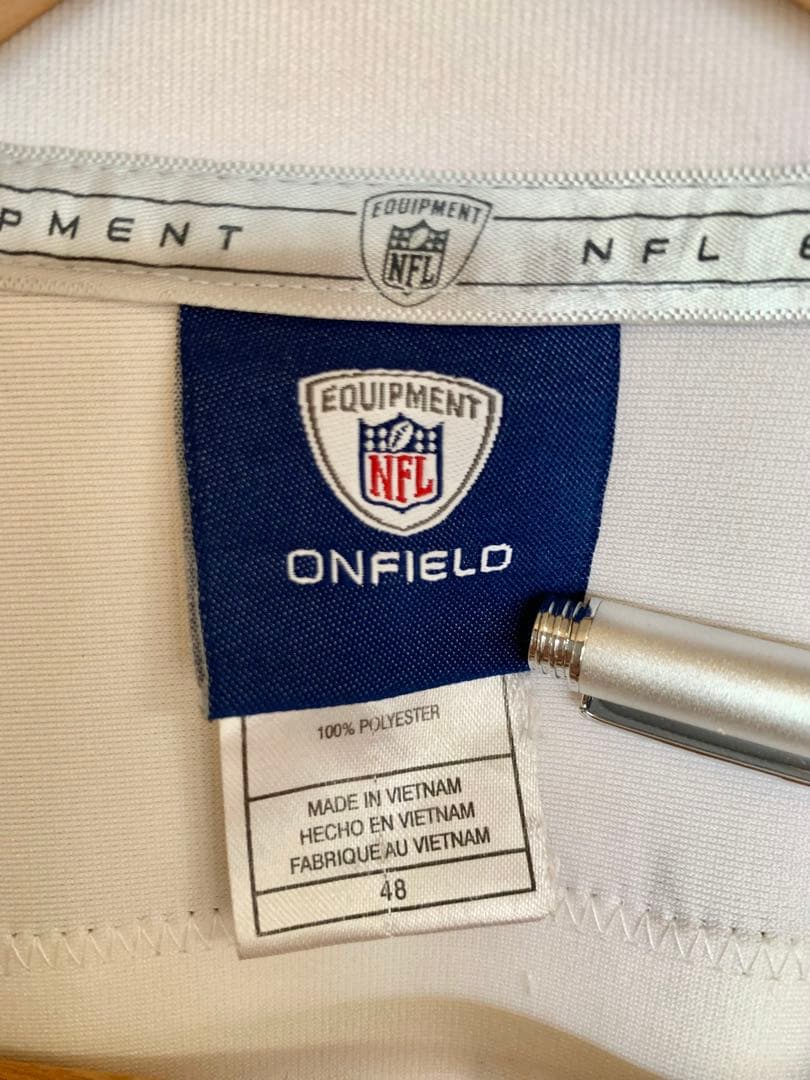 PMENT
EQUIPMENT
NFL
NFL
EQUIPMENT
NFL
ONFIELD
100% POLYESTER
MADE IN VIETNAM
HECHO EN VIETNAM
FABRIQUE AU VIETNAM
48